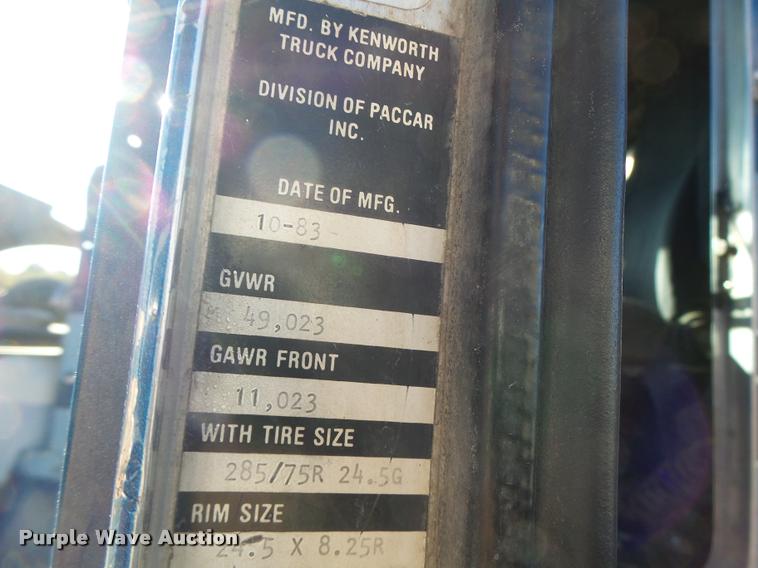 MFD. BY KENWORTH
TRUCK COMPANY
DIVISION OF PACCAR
INC.
DATE OF MFG.
10-83
GVWR
49,023
GAWR FRONT
11,023
WITH TIRE SIZE
285/75R 24.5G
RIM SIZE
24.5 X 8.25R
Purple Wave Auction